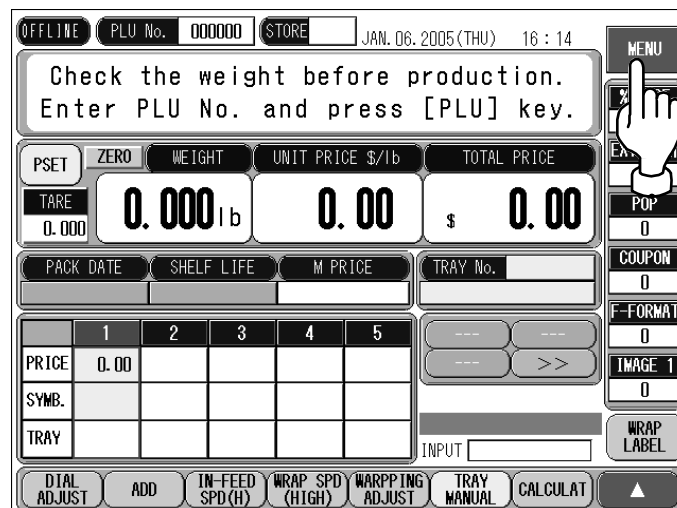 OFFLINE PLU No. 000000 STORE JAN. 06. 2005(THU) 16 : 14
MENU
Check the weight before production.
Enter PLU No. and press [PLU] key.
PSET ZERO WEIGHT UNIT PRICE $/lb TOTAL PRICE
TARE
0.000
0.000 lb 0.00 $ 0.00
POP
0
PACK DATE SHELF LIFE M PRICE TRAY No.
COUPON
0
F-FORMAT
0
IMAGE 1
0
1 2 3 4 5
PRICE 0.00
SYMB.
TRAY
--- ---
--- >>
INPUT
WRAP
LABEL
DIAL
ADJUST
ADD
IN-FEED
SPD(H)
WRAP SPD
(HIGH)
WARPPING
ADJUST
TRAY
MANUAL
CALCULAT
▲